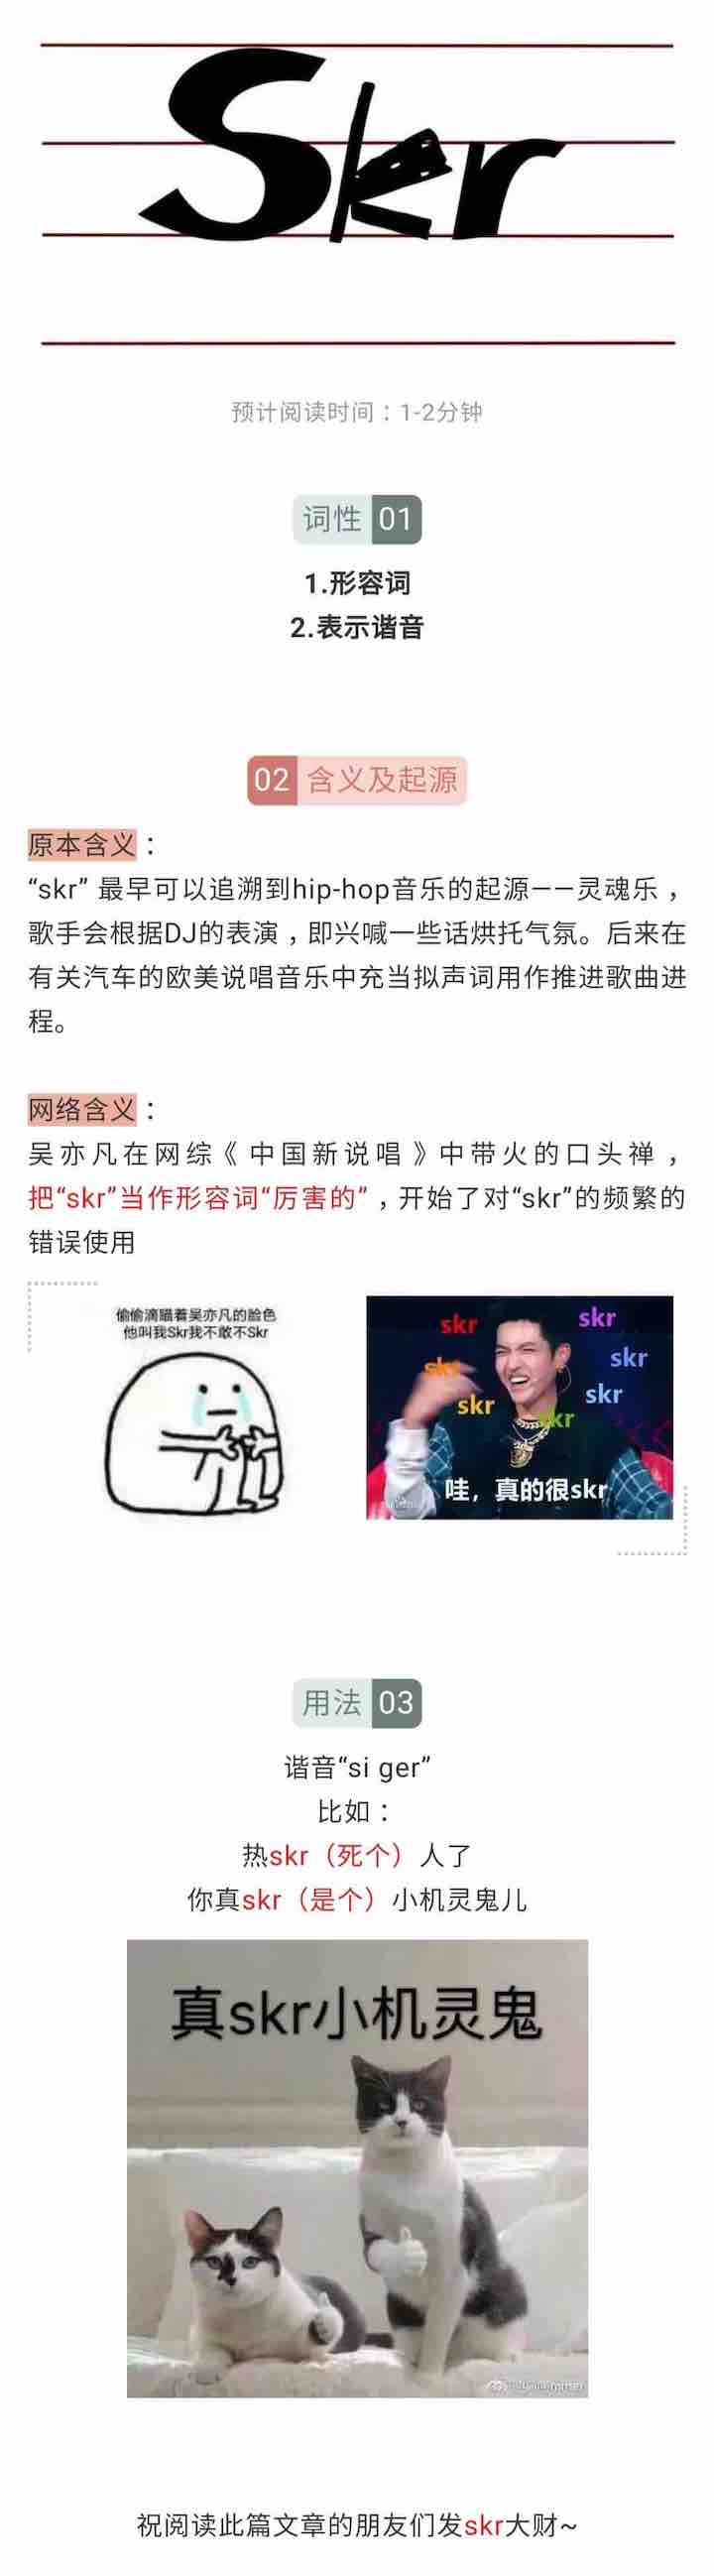 Skr
预计阅读时间：1-2分钟
词性 01
1.形容词
2.表示谐音
02 含义及起源
原本含义：
“skr” 最早可以追溯到hip-hop音乐的起源——灵魂乐，
歌手会根据DJ的表演，即兴喊一些话烘托气氛。后来在
有关汽车的欧美说唱音乐中充当拟声词用作推进歌曲进
程。
网络含义：
吴亦凡在网综《中国新说唱》中带火的口头禅，
把“skr”当作形容词“厉害的”，开始了对“skr”的频繁的
错误使用
偷偷滴瞄着吴亦凡的脸色
他叫我Skr我不敢不Skr
skr
skr
skr
skr
skr
skr
skr
哇，真的很skr
用法 03
谐音“si ger”
比如：
热skr（死个）人了
你真skr（是个）小机灵鬼儿
真skr小机灵鬼
祝阅读此篇文章的朋友们发skr大财~